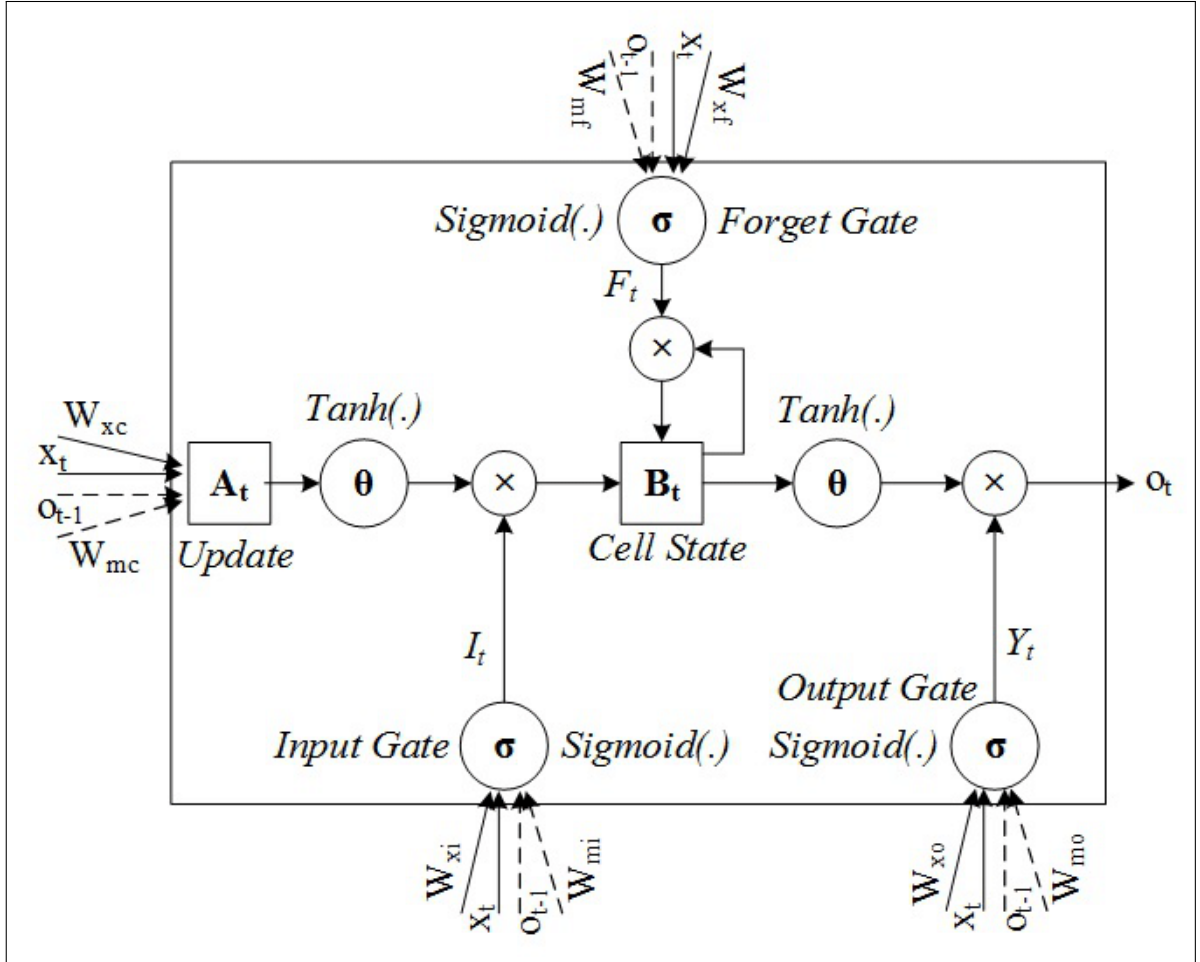 W_mf
o_t-1
x_t
W_xf
Sigmoid(.)
σ
Forget Gate
F_t
×
Tanh(.)
Tanh(.)
W_xc
x_t
o_t-1
W_mc
A_t
θ
×
B_t
θ
×
o_t
Update
Cell State
I_t
Y_t
Output Gate
Input Gate
σ
Sigmoid(.)
Sigmoid(.)
σ
W_xi
x_t
o_t-1
W_mi
W_xo
x_t
o_t-1
W_mo